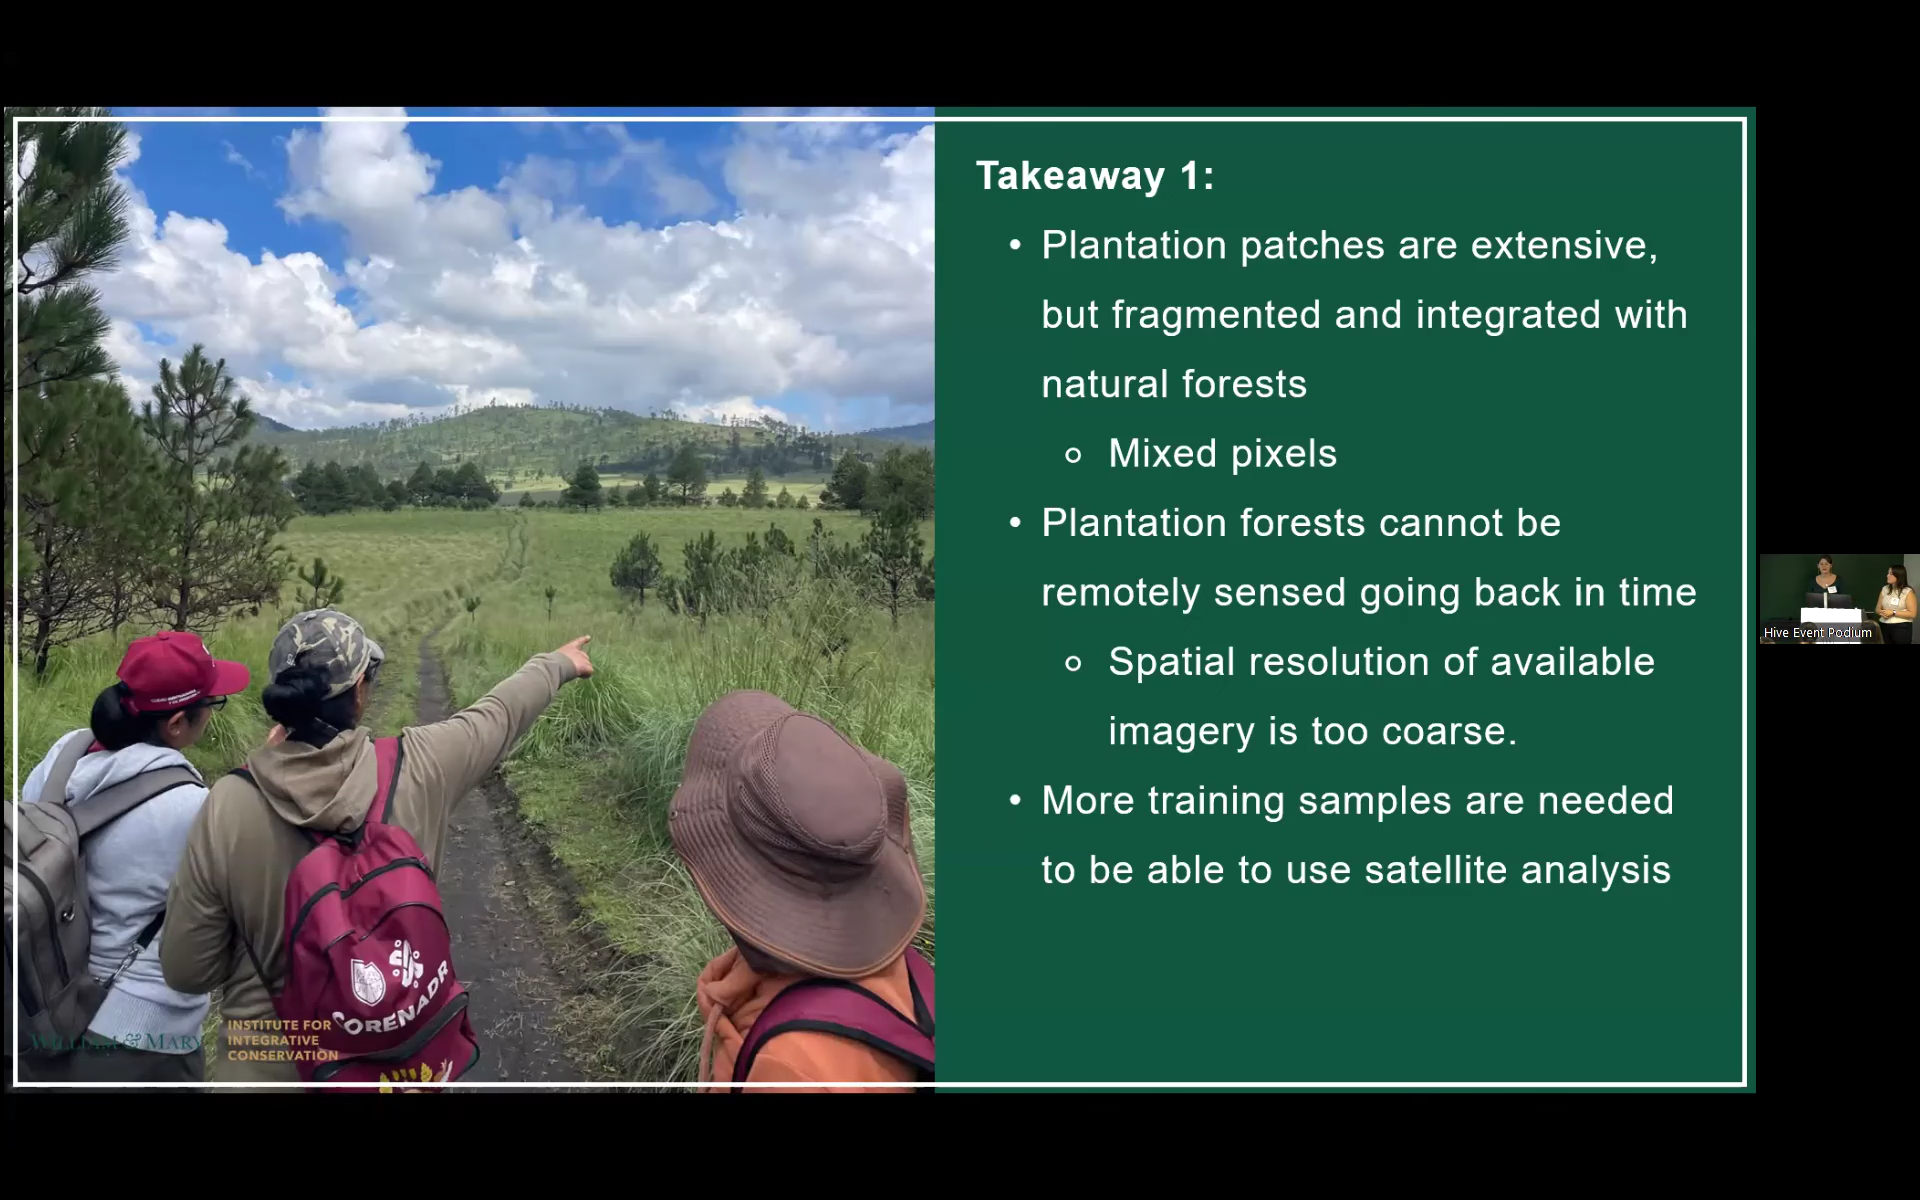 Takeaway 1:
• Plantation patches are extensive,
but fragmented and integrated with
natural forests
○ Mixed pixels
• Plantation forests cannot be
remotely sensed going back in time
○ Spatial resolution of available
imagery is too coarse.
• More training samples are needed
to be able to use satellite analysis
CORENADR
WILLIAM & MARY
INSTITUTE FOR
INTEGRATIVE
CONSERVATION
Hive Event Podium